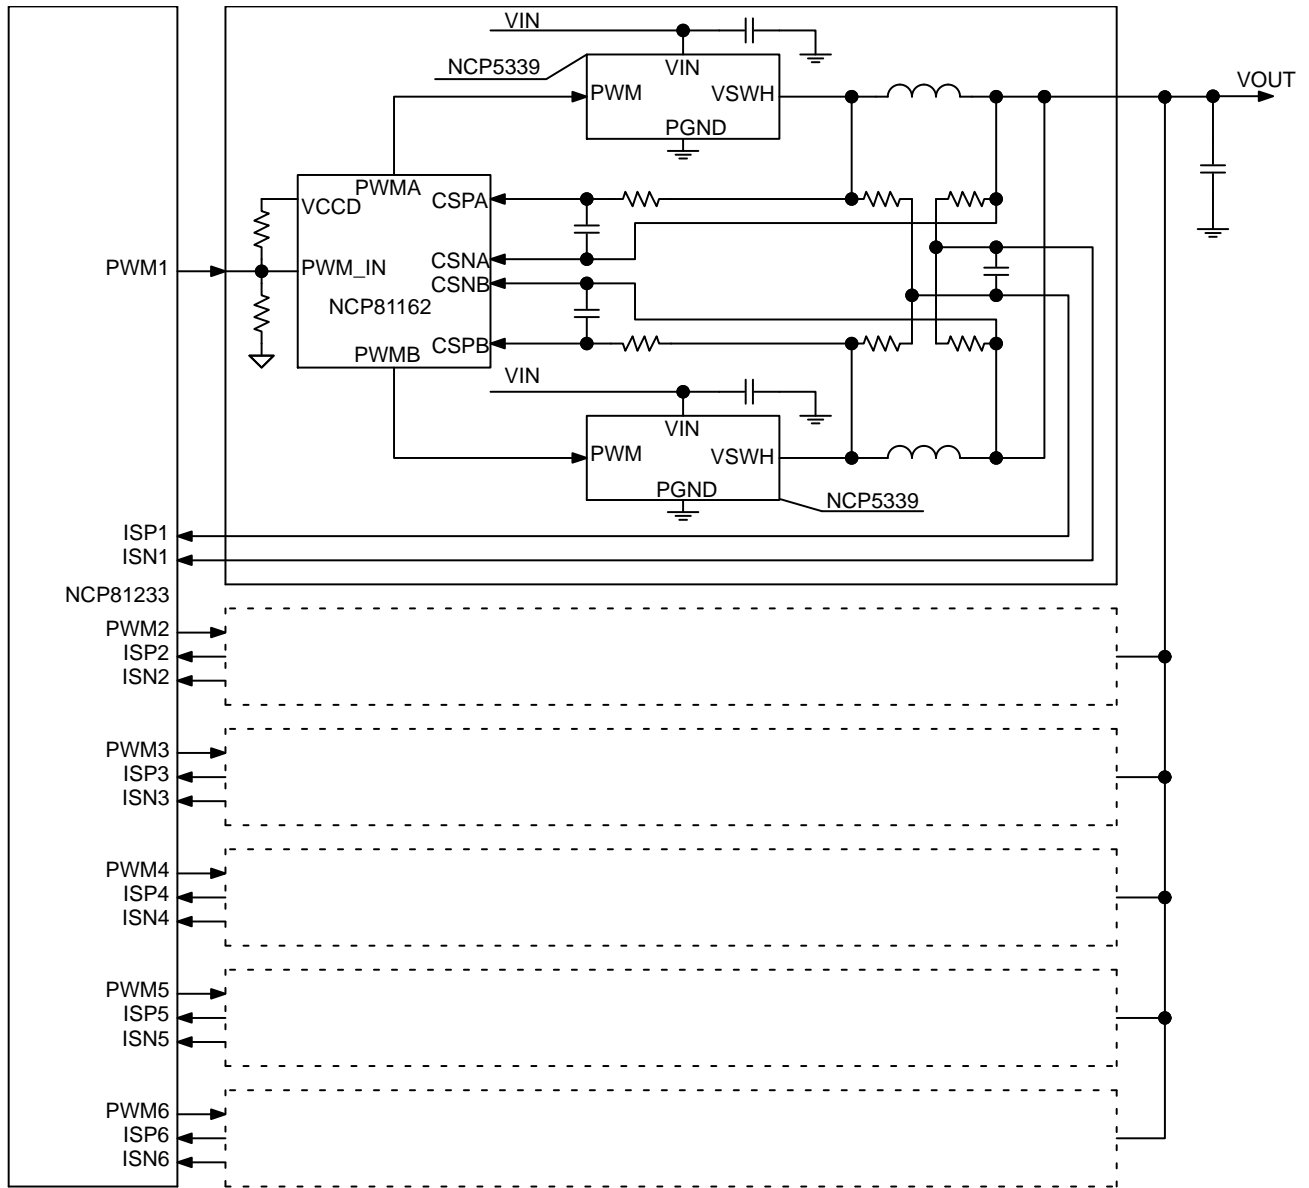 VIN
NCP5339
VIN
PWM
VSWH
PGND
VOUT
PWMA
VCCD
CSPA
PWM1
PWM_IN
CSNA
CSNB
NCP81162
CSPB
PWMB
VIN
VIN
PWM
VSWH
PGND
NCP5339
ISP1
ISN1
NCP81233
PWM2
ISP2
ISN2
PWM3
ISP3
ISN3
PWM4
ISP4
ISN4
PWM5
ISP5
ISN5
PWM6
ISP6
ISN6